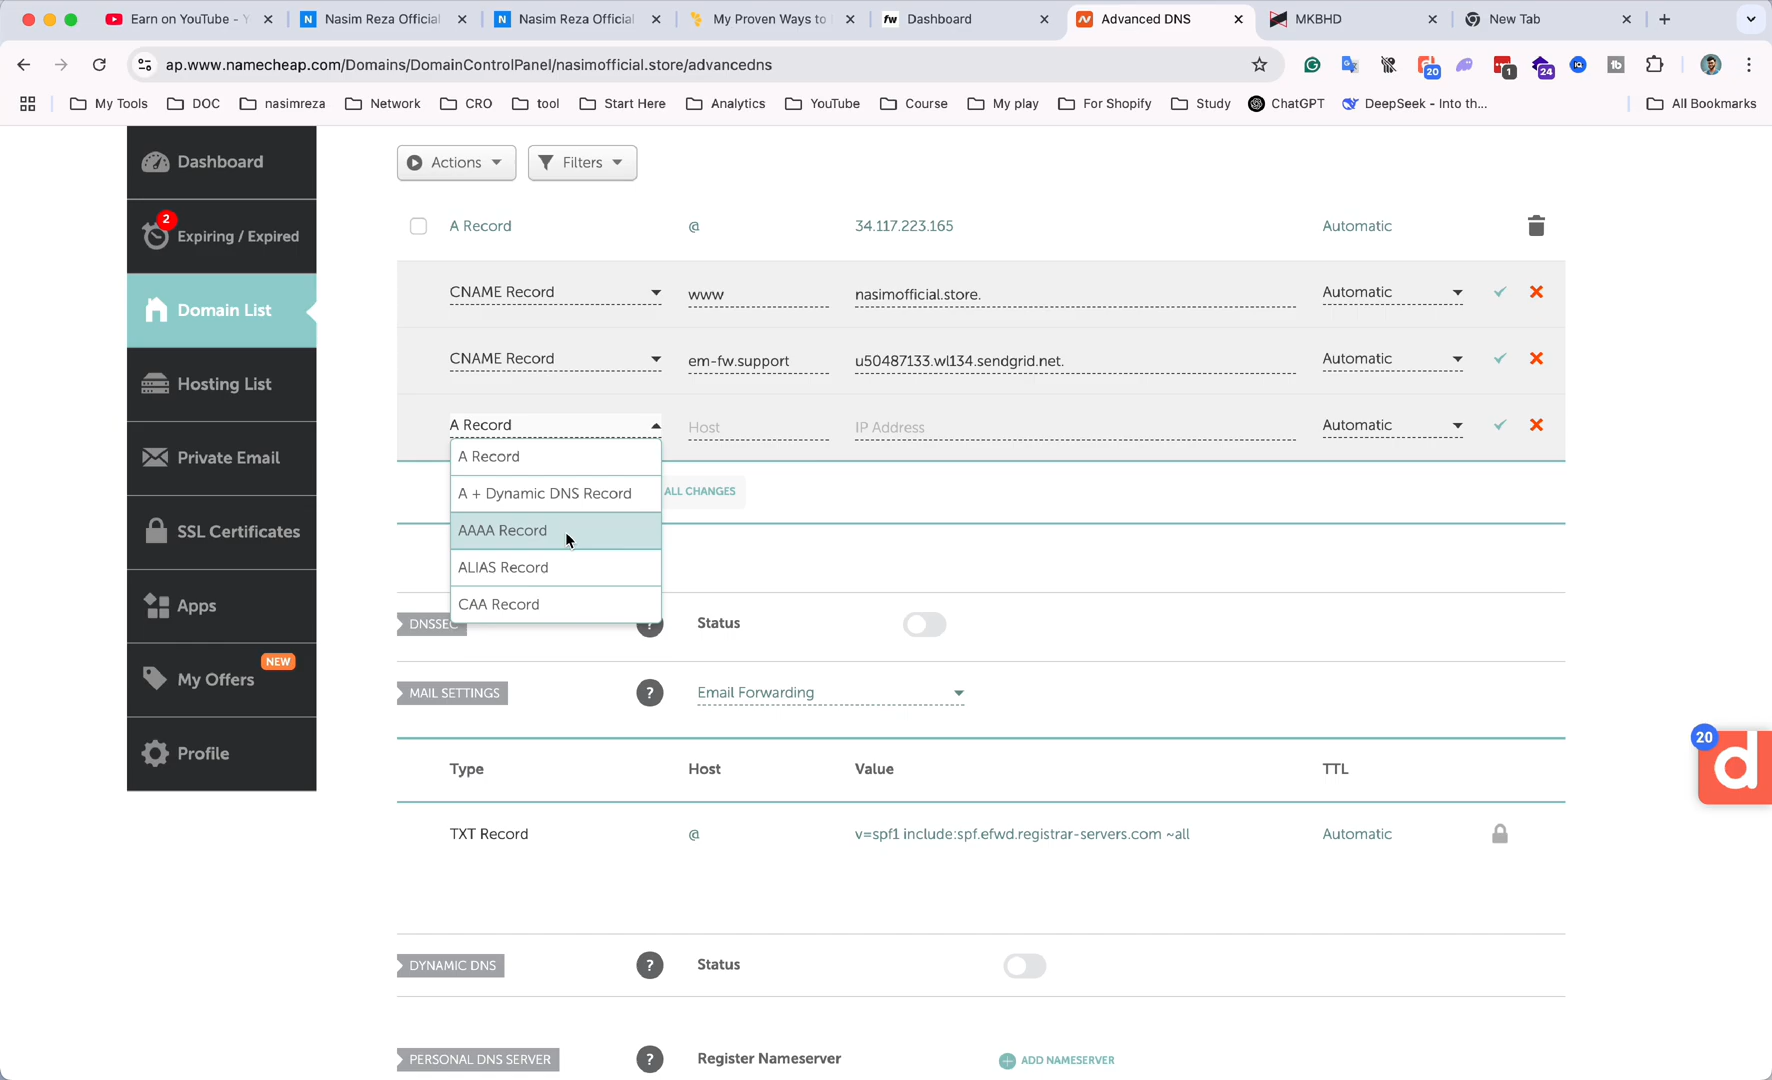 Earn on YouTube - Y
Nasim Reza Official
Nasim Reza Official
My Proven Ways to
fw Dashboard
Advanced DNS
MKBHD
New Tab
ap.www.namecheap.com/Domains/DomainControlPanel/nasimofficial.store/advancedns
20
1
24
My Tools
DOC
nasimreza
Network
CRO
tool
Start Here
Analytics
YouTube
Course
My play
For Shopify
Study
ChatGPT
DeepSeek - Into th...
All Bookmarks
Dashboard
2
Expiring / Expired
Domain List
Hosting List
Private Email
SSL Certificates
Apps
NEW
My Offers
Profile
Actions
Filters
A Record @ 34.117.223.165 Automatic
CNAME Record www nasimofficial.store. Automatic
CNAME Record em-fw.support u50487133.wl134.sendgrid.net. Automatic
A Record Host IP Address Automatic
A Record
A + Dynamic DNS Record
AAAA Record
ALIAS Record
CAA Record
ALL CHANGES
DNSSEC ? Status
MAIL SETTINGS ? Email Forwarding
Type Host Value TTL
TXT Record @ v=spf1 include:spf.efwd.registrar-servers.com ~all Automatic
DYNAMIC DNS ? Status
PERSONAL DNS SERVER ? Register Nameserver ADD NAMESERVER
20
d